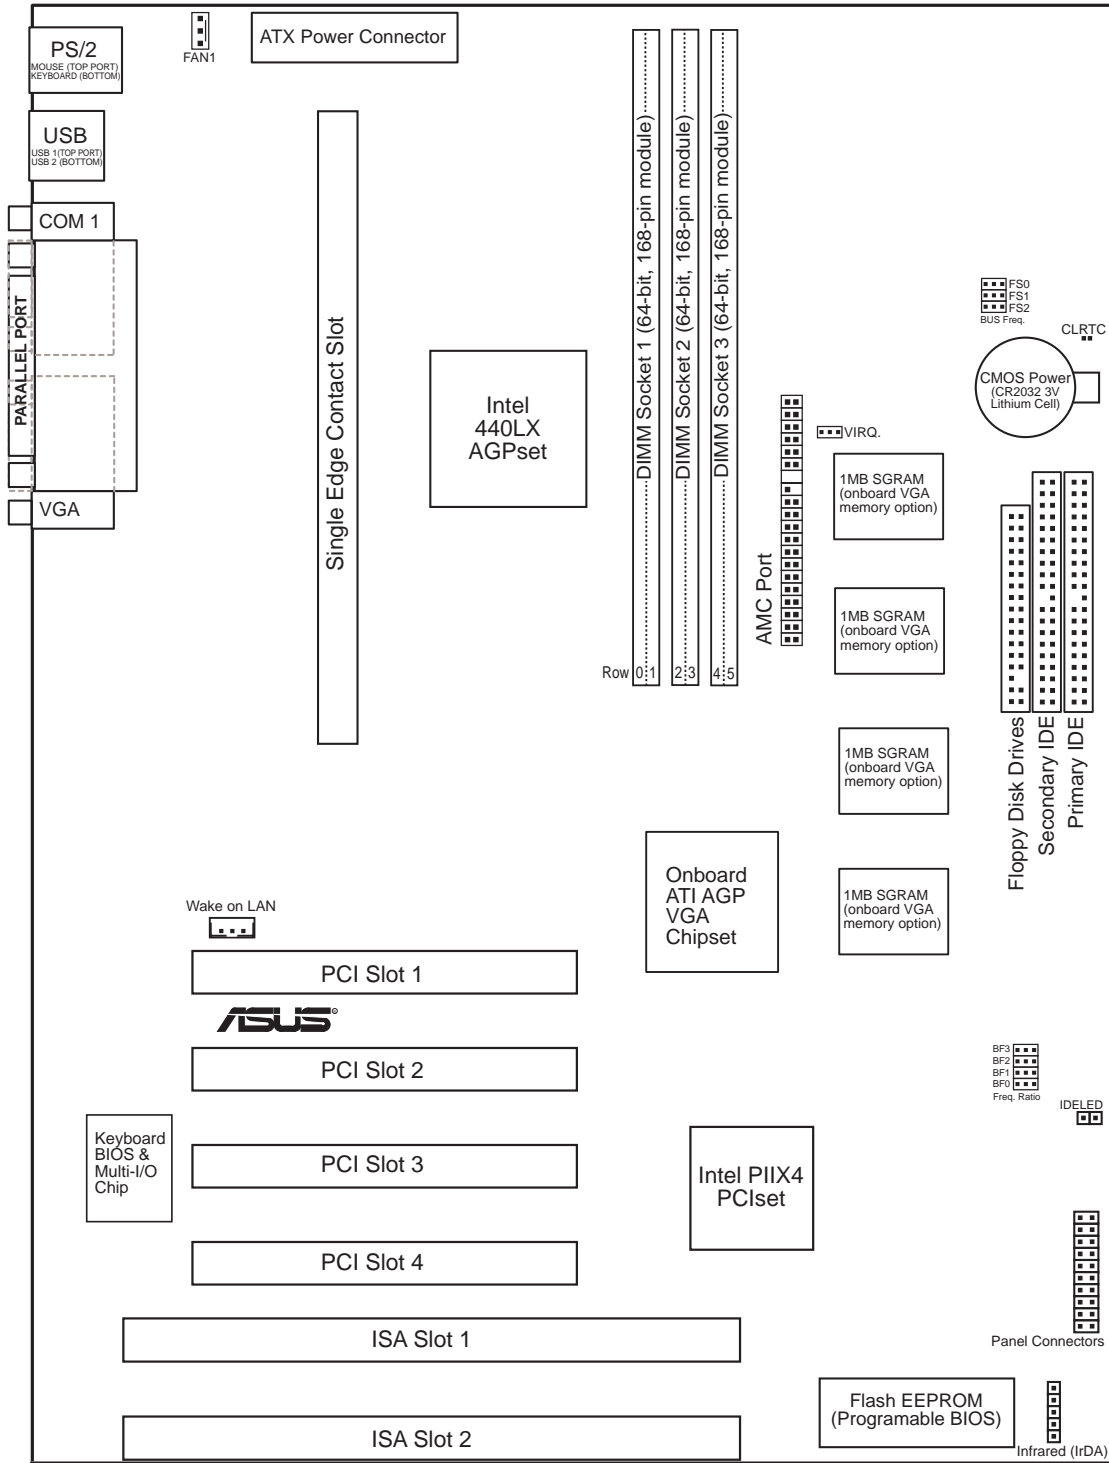 PS/2
MOUSE (TOP PORT)
KEYBOARD (BOTTOM)
FAN1
ATX Power Connector
USB
USB 1(TOP PORT)
USB 2 (BOTTOM)
COM 1
PARALLEL PORT
VGA
Single Edge Contact Slot
Intel
440LX
AGPset
DIMM Socket 1 (64-bit, 168-pin module)
DIMM Socket 2 (64-bit, 168-pin module)
DIMM Socket 3 (64-bit, 168-pin module)
Row 0 1 2 3 4 5
FS0
FS1
FS2
BUS Freq.
CLRTC
CMOS Power
(CR2032 3V
Lithium Cell)
VIRQ.
AMC Port
1MB SGRAM
(onboard VGA
memory option)
1MB SGRAM
(onboard VGA
memory option)
1MB SGRAM
(onboard VGA
memory option)
1MB SGRAM
(onboard VGA
memory option)
Floppy Disk Drives
Secondary IDE
Primary IDE
Onboard
ATI AGP
VGA
Chipset
Wake on LAN
PCI Slot 1
ASUS®
PCI Slot 2
BF3
BF2
BF1
BF0
Freq. Ratio
IDELED
Keyboard
BIOS &
Multi-I/O
Chip
PCI Slot 3
Intel PIIX4
PCIset
PCI Slot 4
ISA Slot 1
Panel Connectors
Flash EEPROM
(Programable BIOS)
ISA Slot 2
Infrared (IrDA)